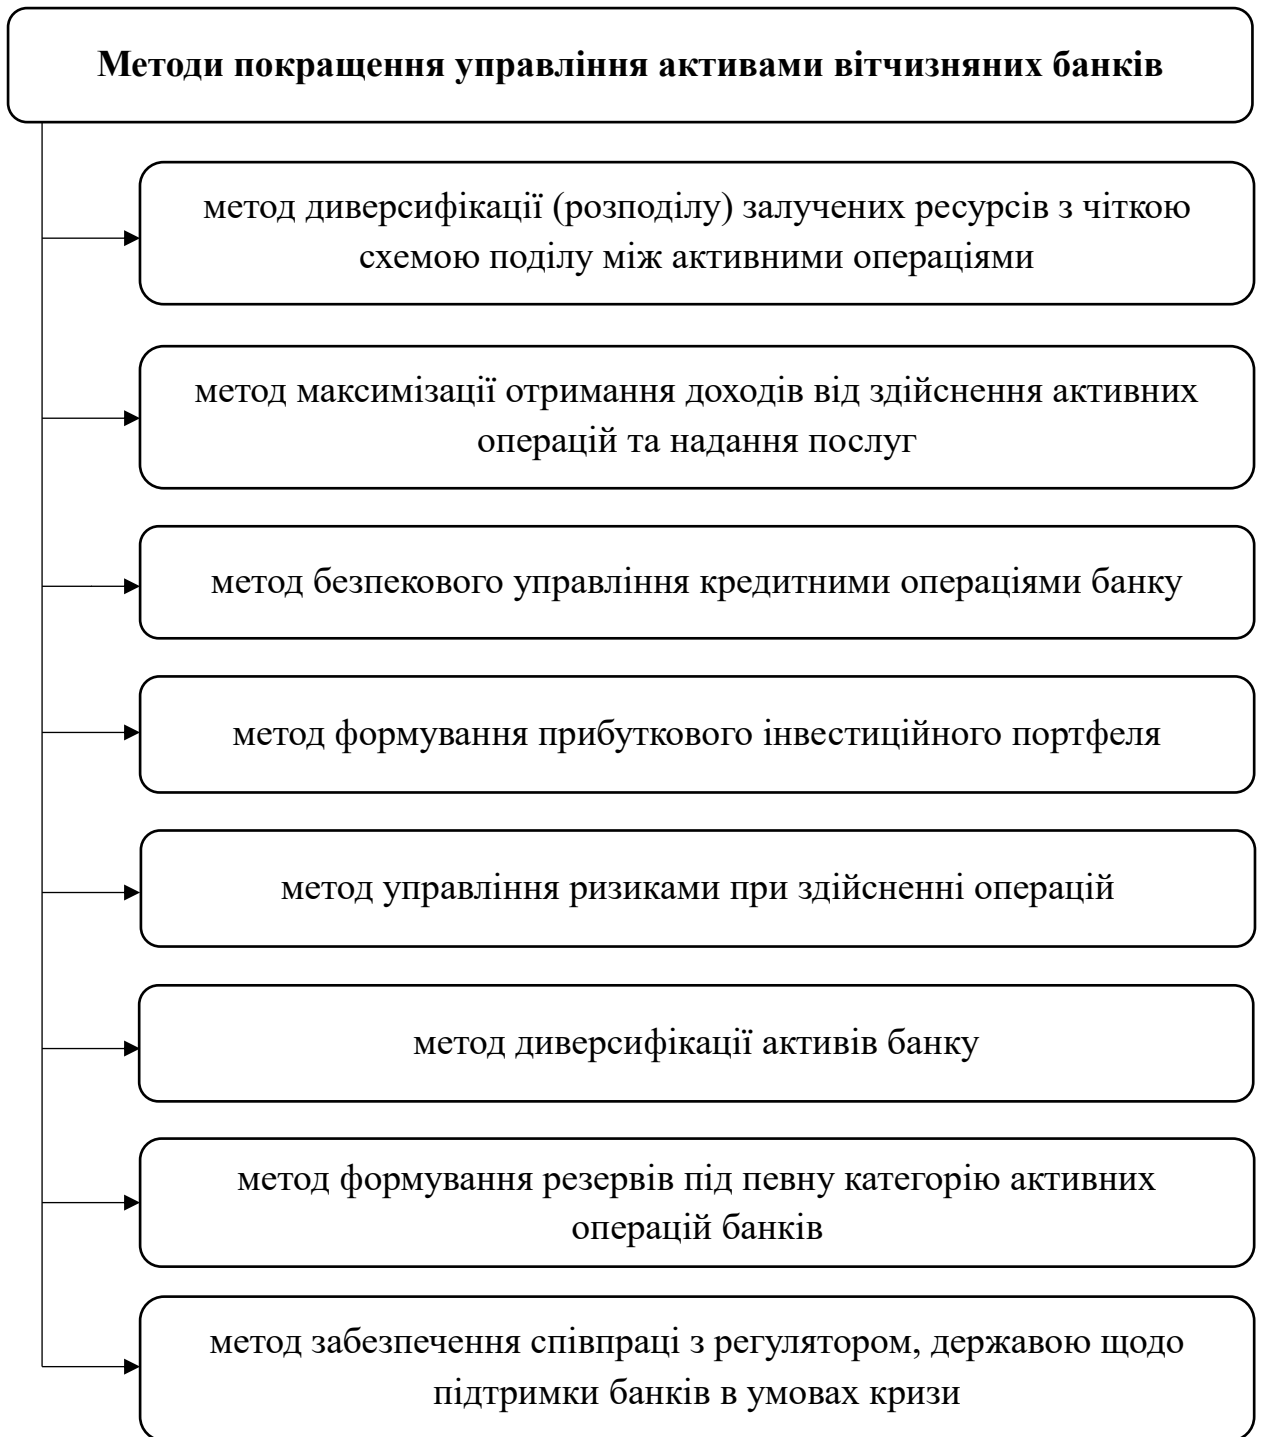 Методи покращення управління активами вітчизняних банків
метод диверсифікації (розподілу) залучених ресурсів з чіткою
схемою поділу між активними операціями
метод максимізації отримання доходів від здійснення активних
операцій та надання послуг
метод безпекового управління кредитними операціями банку
метод формування прибуткового інвестиційного портфеля
метод управління ризиками при здійсненні операцій
метод диверсифікації активів банку
метод формування резервів під певну категорію активних
операцій банків
метод забезпечення співпраці з регулятором, державою щодо
підтримки банків в умовах кризи